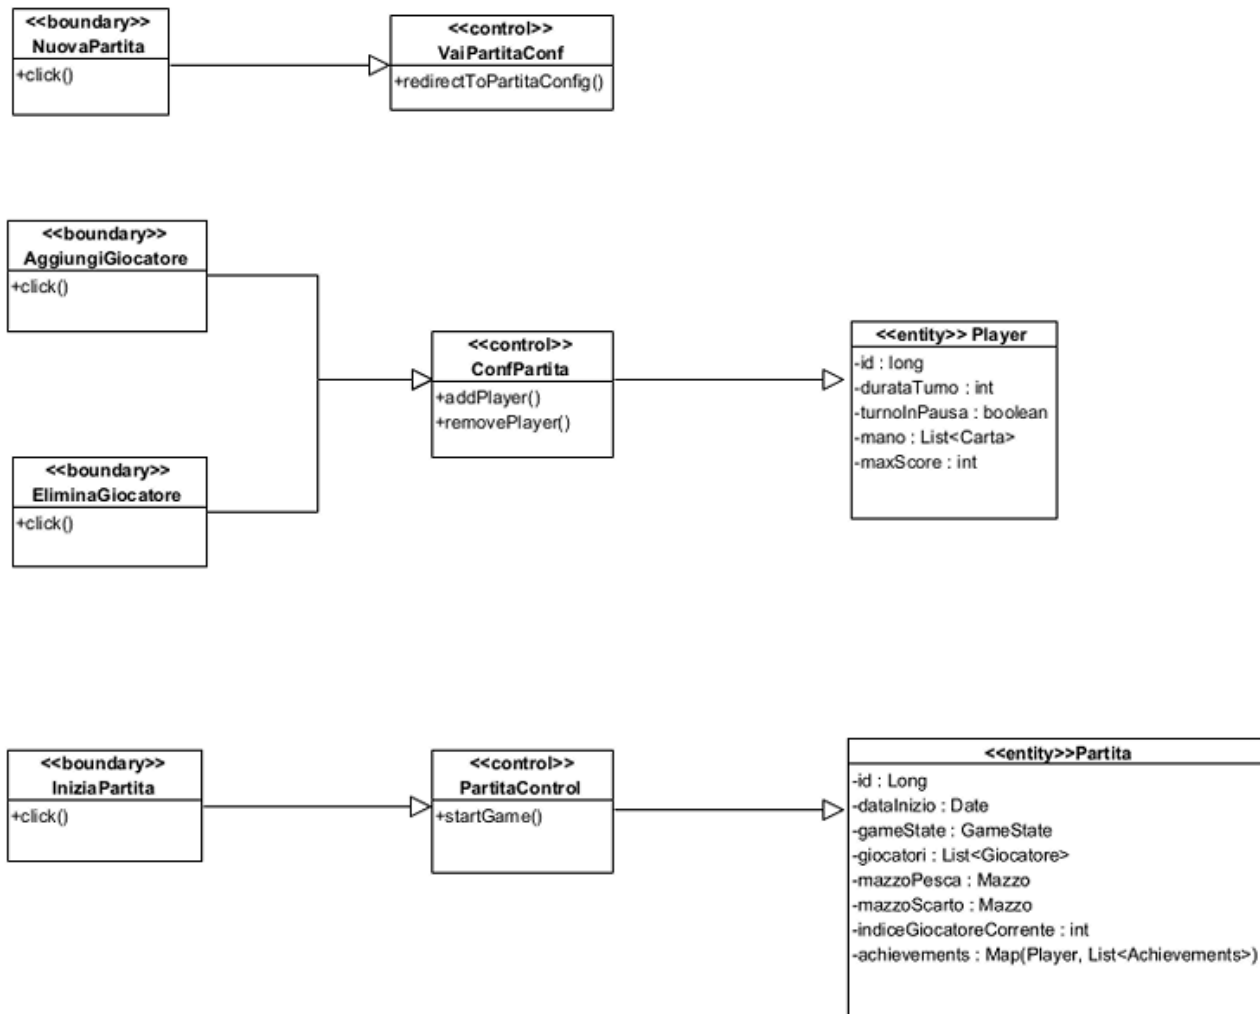 <<boundary>>
NuovaPartita
+click()
<<control>>
VaiPartitaConf
+redirectToPartitaConfig()
<<boundary>>
AggiungiGiocatore
+click()
<<boundary>>
EliminaGiocatore
+click()
<<control>>
ConfPartita
+addPlayer()
+removePlayer()
<<entity>> Player
-id : long
-durataTurno : int
-turnoInPausa : boolean
-mano : List<Carta>
-maxScore : int
<<boundary>>
IniziaPartita
+click()
<<control>>
PartitaControl
+startGame()
<<entity>>Partita
-id : Long
-dataInizio : Date
-gameState : GameState
-giocatori : List<Giocatore>
-mazzoPesca : Mazzo
-mazzoScarto : Mazzo
-indiceGiocatoreCorrente : int
-achievements : Map(Player, List<Achievements>)